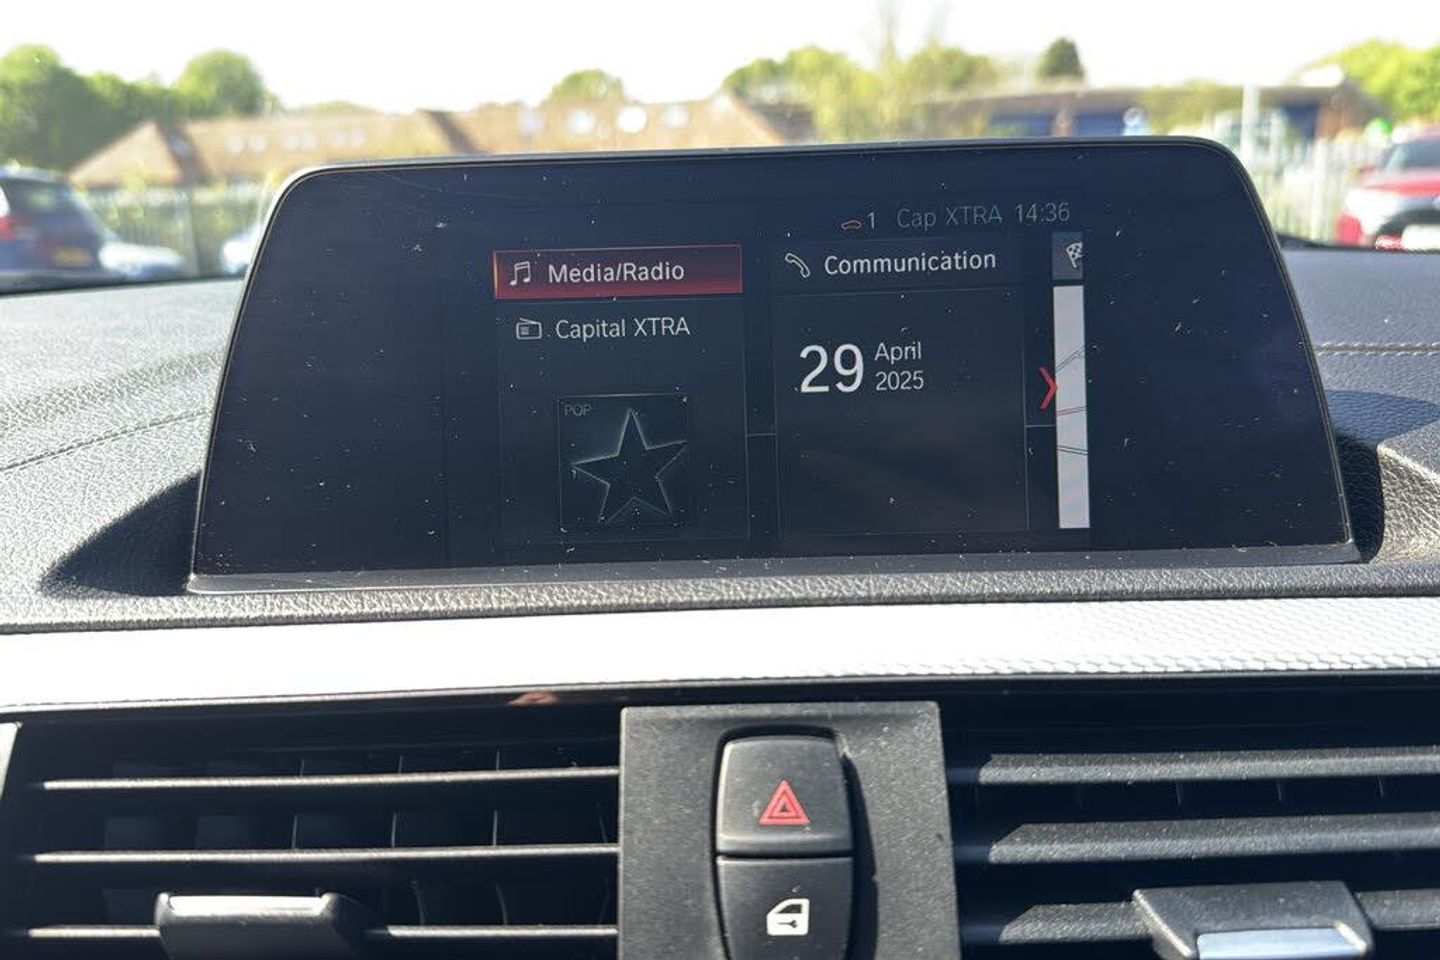 1 Cap XTRA 14:36
Media/Radio
Communication
Capital XTRA
29 April 2025
POP